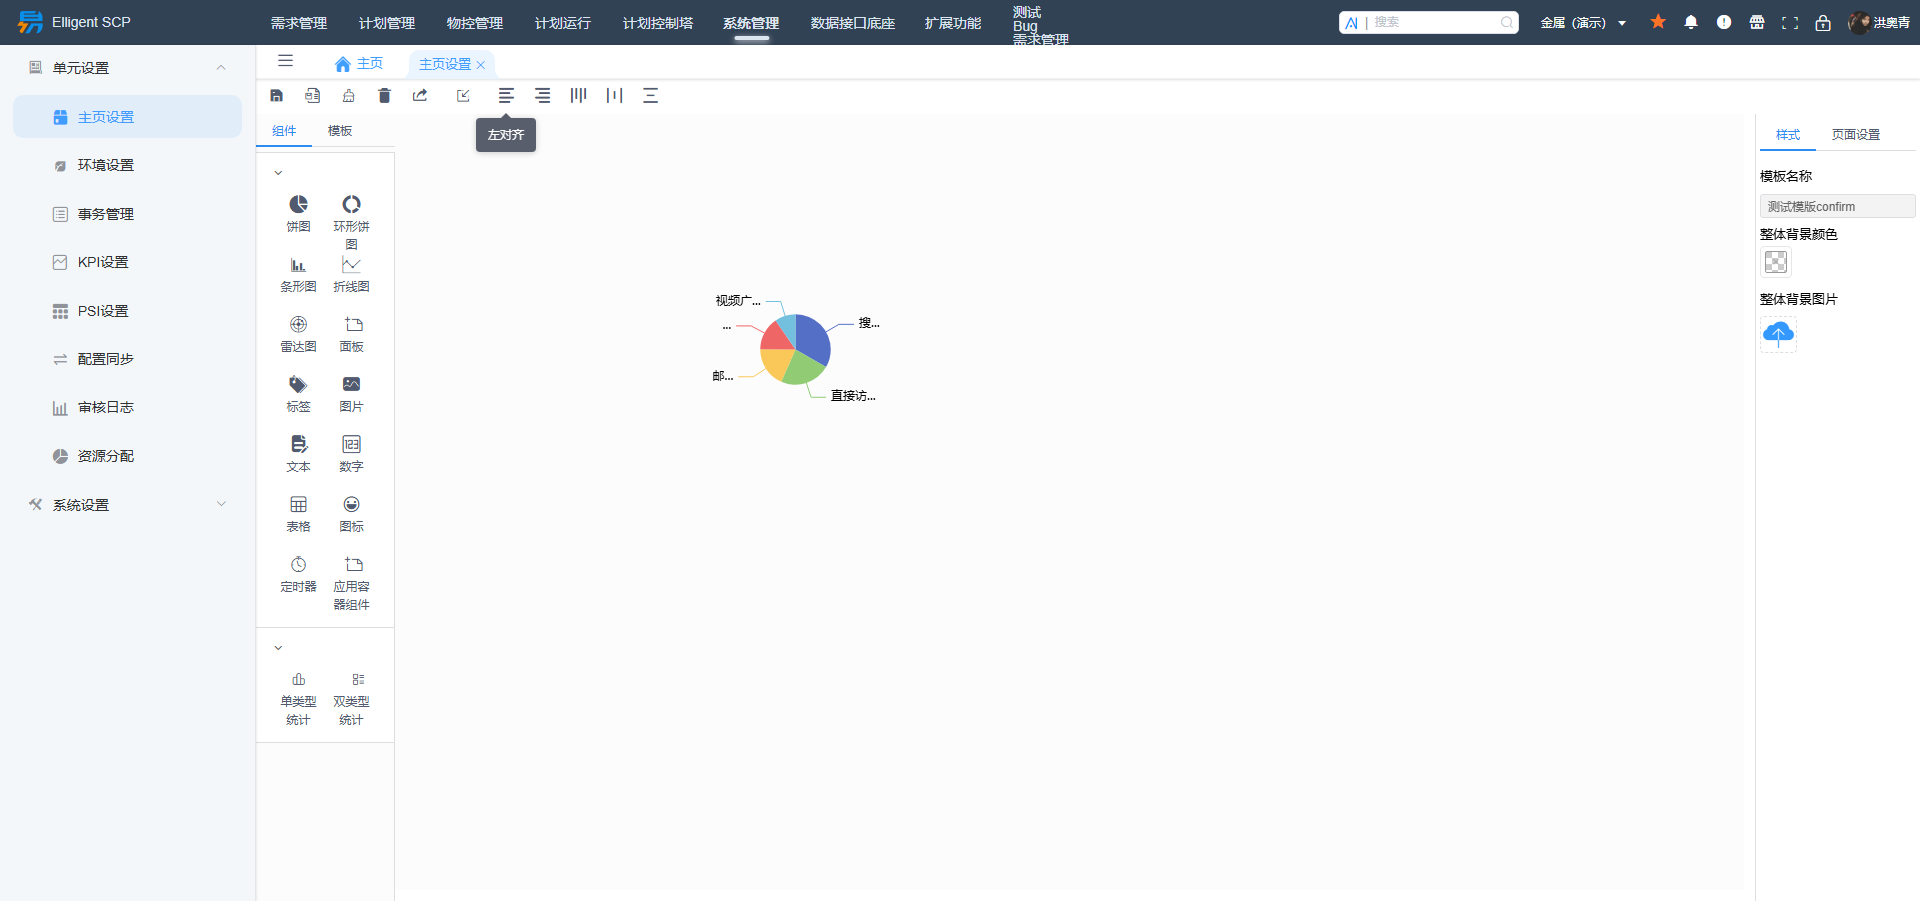 Elligent SCP
需求管理
计划管理
物控管理
计划运行
计划控制塔
系统管理
数据接口底座
扩展功能
测试
Bug
需求管理
AI | 搜索
金属（演示）
洪奥青
单元设置
主页设置
环境设置
事务管理
KPI设置
PSI设置
配置同步
审核日志
资源分配
系统设置
主页
主页设置
左对齐
组件
模板
饼图
环形饼
图
条形图
折线图
雷达图
面板
标签
图片
文本
数字
123
表格
图标
定时器
应用容
器组件
单类型
统计
双类型
统计
视频广...
...
搜...
邮...
直接访...
样式
页面设置
模板名称
测试模版confirm
整体背景颜色
整体背景图片